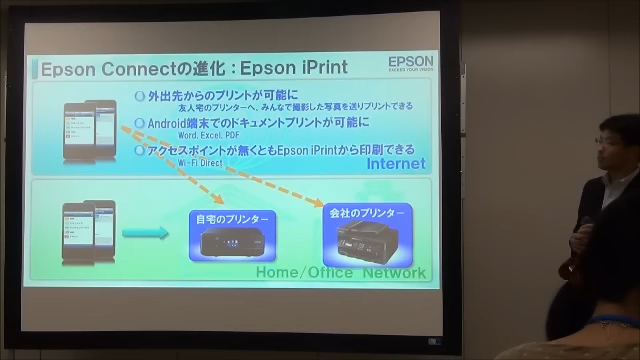 Epson Connectの進化：Epson iPrint
EPSON
EXCEED YOUR VISION
外出先からのプリントが可能に
友人宅のプリンターへ、みんなで撮影した写真を送りプリントできる
Android端末でのドキュメントプリントが可能に
Word, Excel, PDF
アクセスポイントが無くともEpson iPrintから印刷できる
Wi-Fi Direct
Internet
自宅のプリンター
会社のプリンター
Home/Office Network